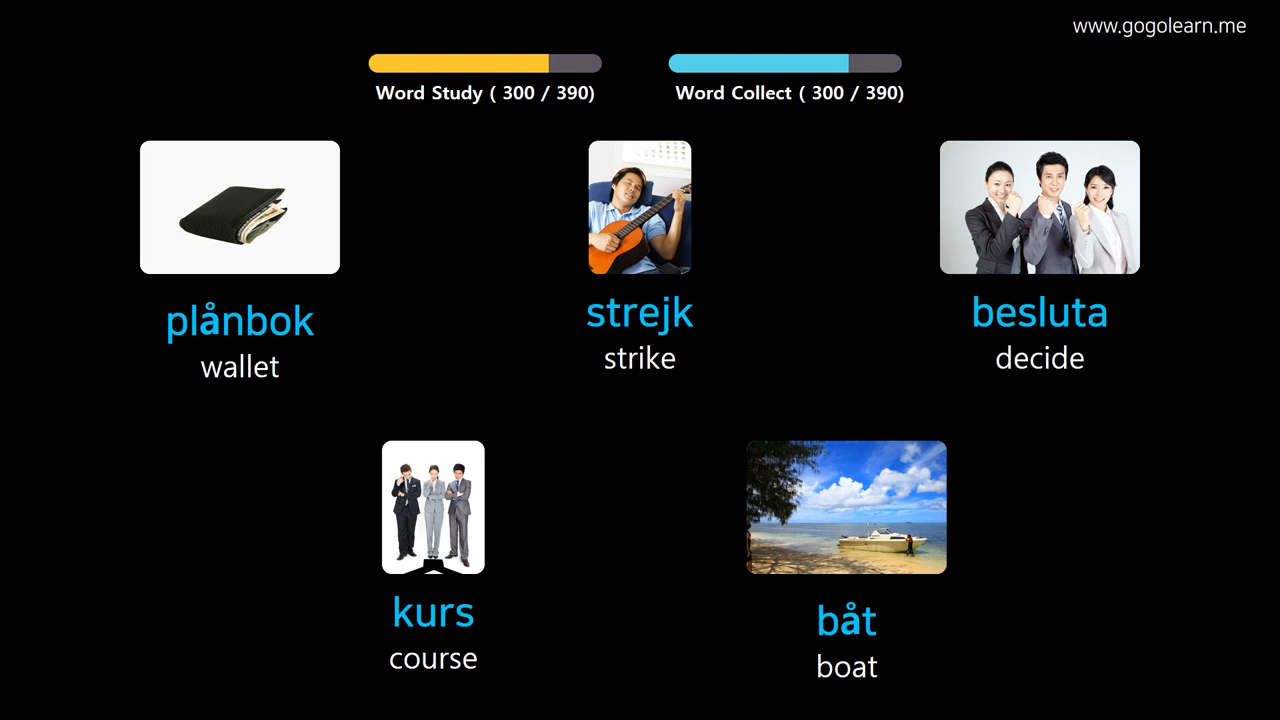 www.gogolearn.me
Word Study ( 300 / 390)
Word Collect ( 300 / 390)
plånbok
wallet
strejk
strike
besluta
decide
kurs
course
båt
boat